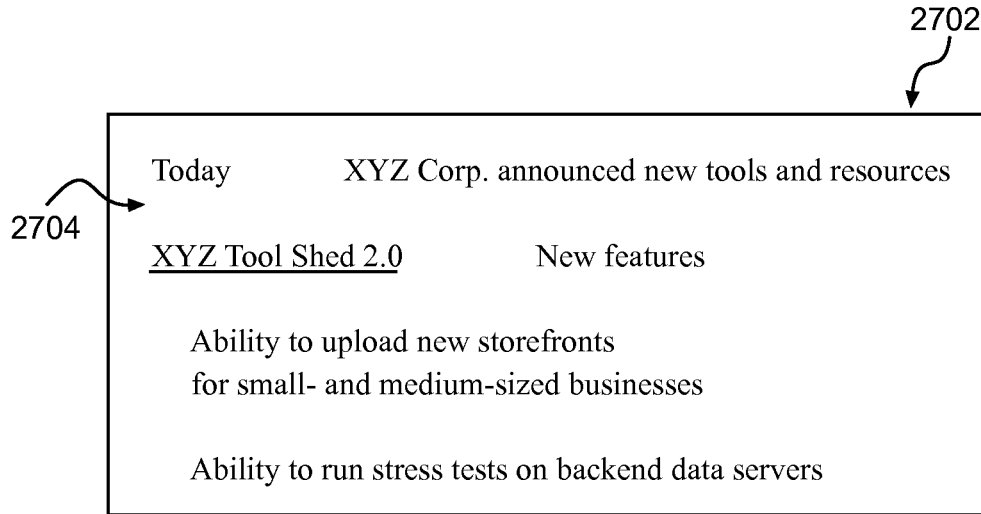 2702
Today XYZ Corp. announced new tools and resources
2704
XYZ Tool Shed 2.0 New features
Ability to upload new storefronts
for small- and medium-sized businesses
Ability to run stress tests on backend data servers